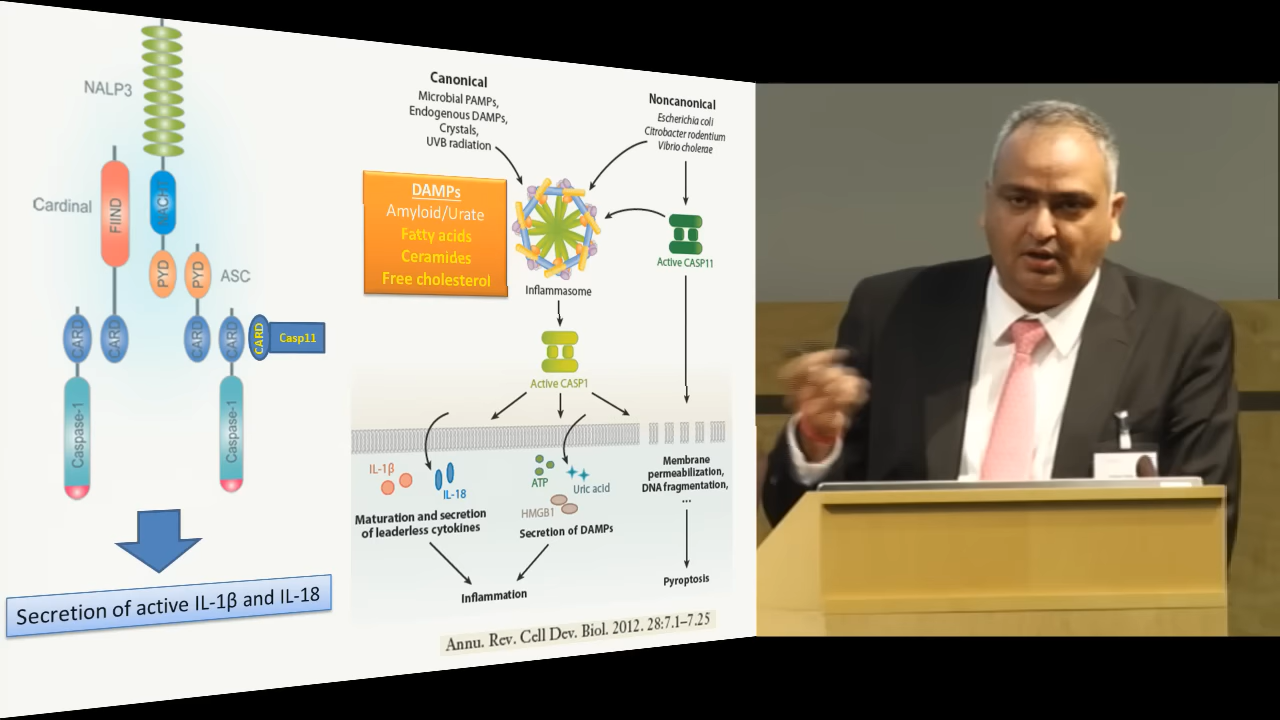 NALP3
NACHT
Cardinal
FIIND
PYD
PYD
ASC
CARD
CARD
CARD
CARD
CARD
Casp11
Caspase-1
Caspase-1
Secretion of active IL-1β and IL-18
Canonical
Microbial PAMPs,
Endogenous DAMPs,
Crystals,
UVB radiation
Noncanonical
Escherichia coli
Citrobacter rodentium
Vibrio cholerae
DAMPs
Amyloid/Urate
Fatty acids
Ceramides
Free cholesterol
Inflammasome
Active CASP11
Active CASP1
IL-1β
IL-18
Maturation and secretion
of leaderless cytokines
ATP
Uric acid
HMGB1
Secretion of DAMPs
Membrane
permeabilization,
DNA fragmentation,
...
Inflammation
Pyroptosis
Annu. Rev. Cell Dev. Biol. 2012. 28:7.1–7.25